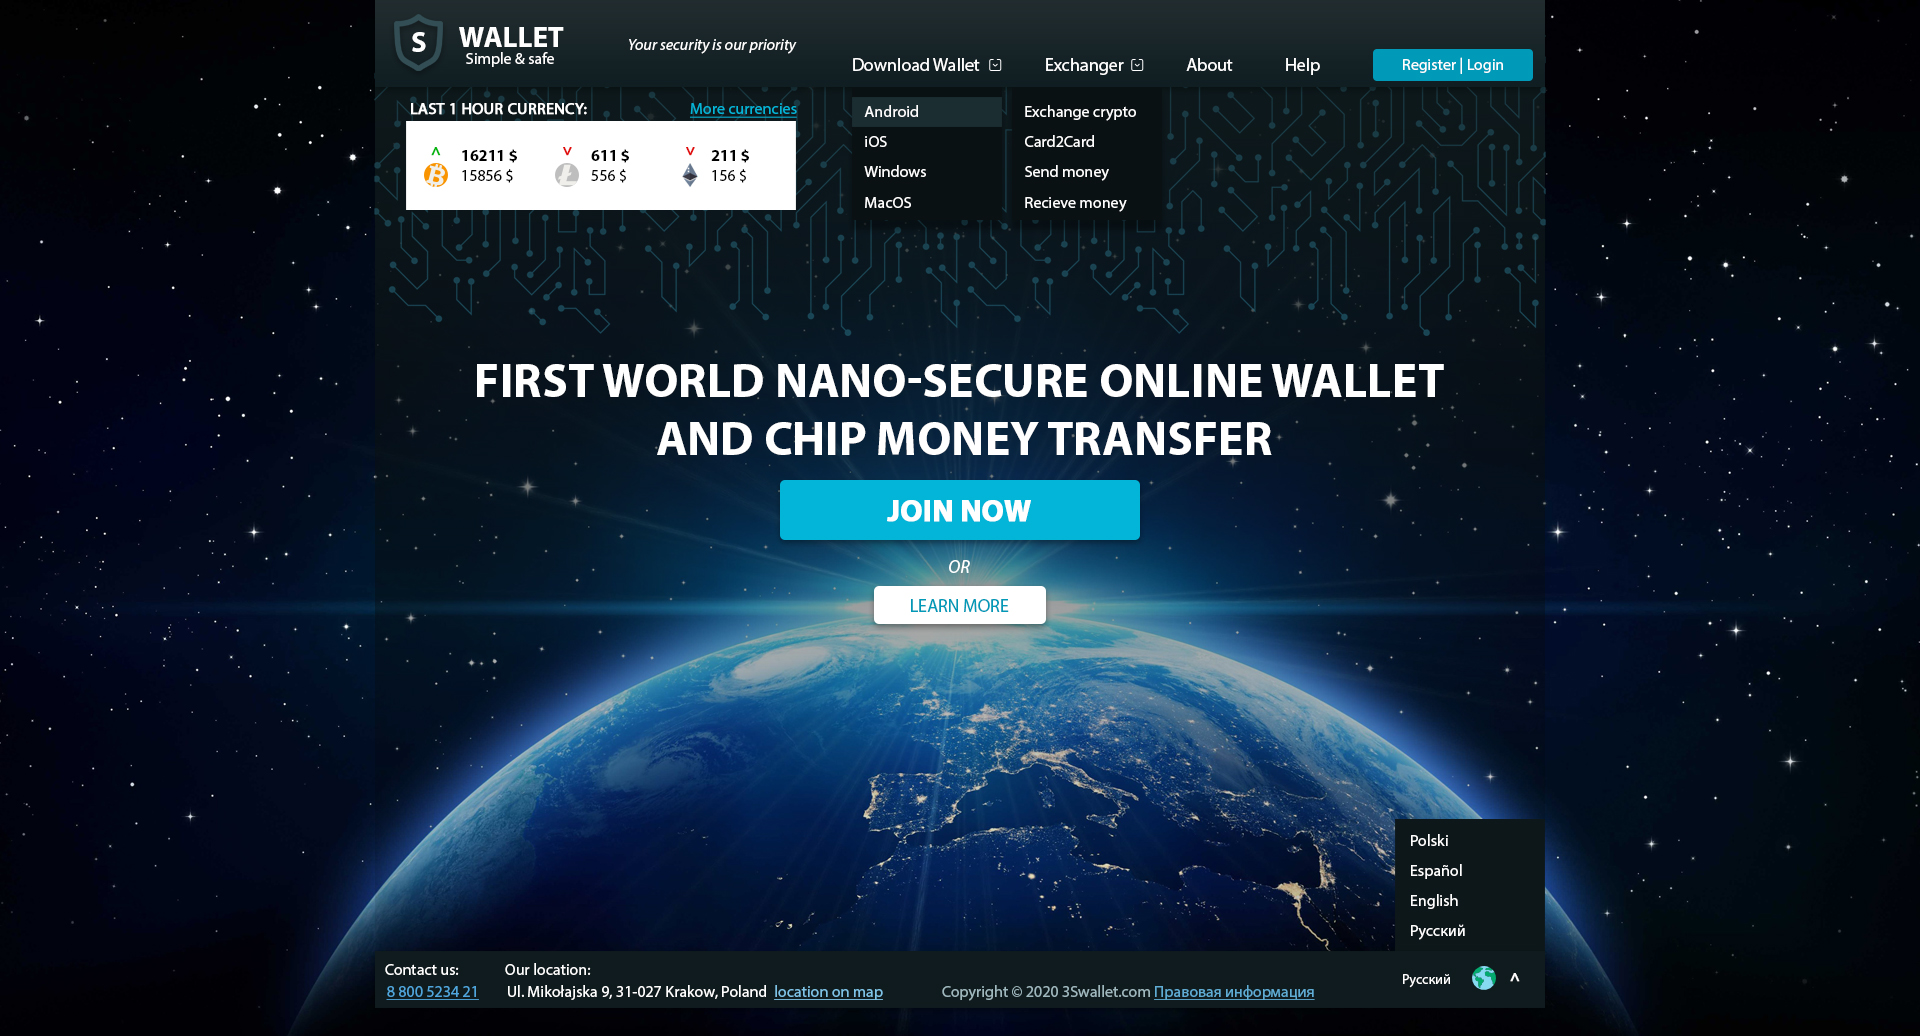 S
WALLET
Simple & safe
Your security is our priority
Download Wallet
Exchanger
About
Help
Register | Login
LAST 1 HOUR CURRENCY:
More currencies
16211 $
15856 $
611 $
556 $
211 $
156 $
Android
iOS
Windows
MacOS
Exchange crypto
Card2Card
Send money
Recieve money
FIRST WORLD NANO-SECURE ONLINE WALLET
AND CHIP MONEY TRANSFER
JOIN NOW
OR
LEARN MORE
Polski
Español
English
Русский
Contact us:
8 800 5234 21
Our location:
Ul. Mikołajska 9, 31-027 Krakow, Poland location on map
Copyright © 2020 3Swallet.com Правовая информация
Русский